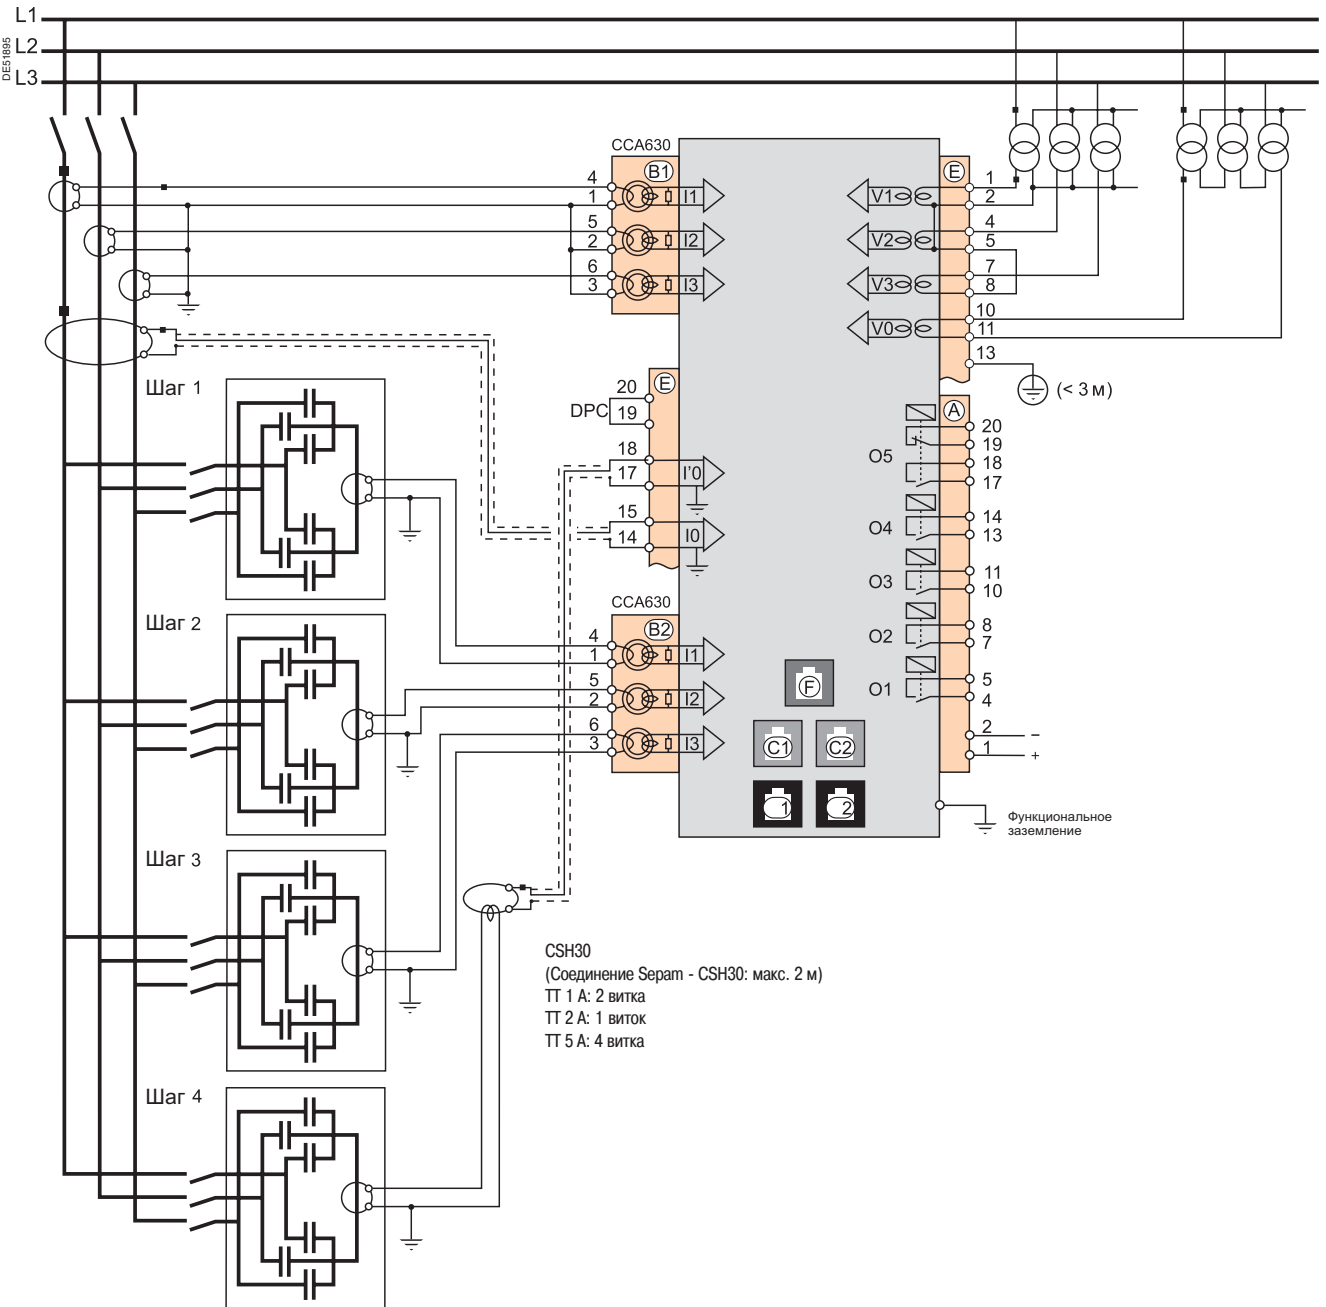 L1
DE51895
L2
L3
CCA630
B1
4
1
I1
5
2
I2
6
3
I3
E
V1
1
2
V2
4
5
V3
7
8
V0
10
11
13
(< 3 м)
Шаг 1
E
20
DPC
19
18
17
I'0
15
14
I0
A
O5
20
19
18
17
O4
14
13
O3
11
10
O2
8
7
O1
5
4
2 –
1 +
CCA630
B2
4
1
I1
5
2
I2
6
3
I3
F
C1
C2
1
2
Функциональное
заземление
Шаг 2
Шаг 3
CSH30
(Соединение Sepam - CSH30: макс. 2 м)
ТТ 1 А: 2 витка
ТТ 2 А: 1 виток
ТТ 5 А: 4 витка
Шаг 4